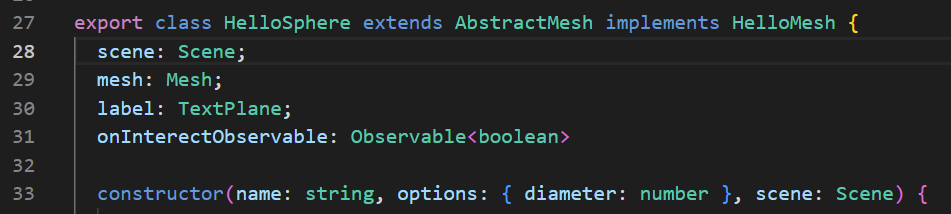 27 export class HelloSphere extends AbstractMesh implements HelloMesh {
28 scene: Scene;
29 mesh: Mesh;
30 label: TextPlane;
31 onInterectObservable: Observable<boolean>
32
33 constructor(name: string, options: { diameter: number }, scene: Scene) {